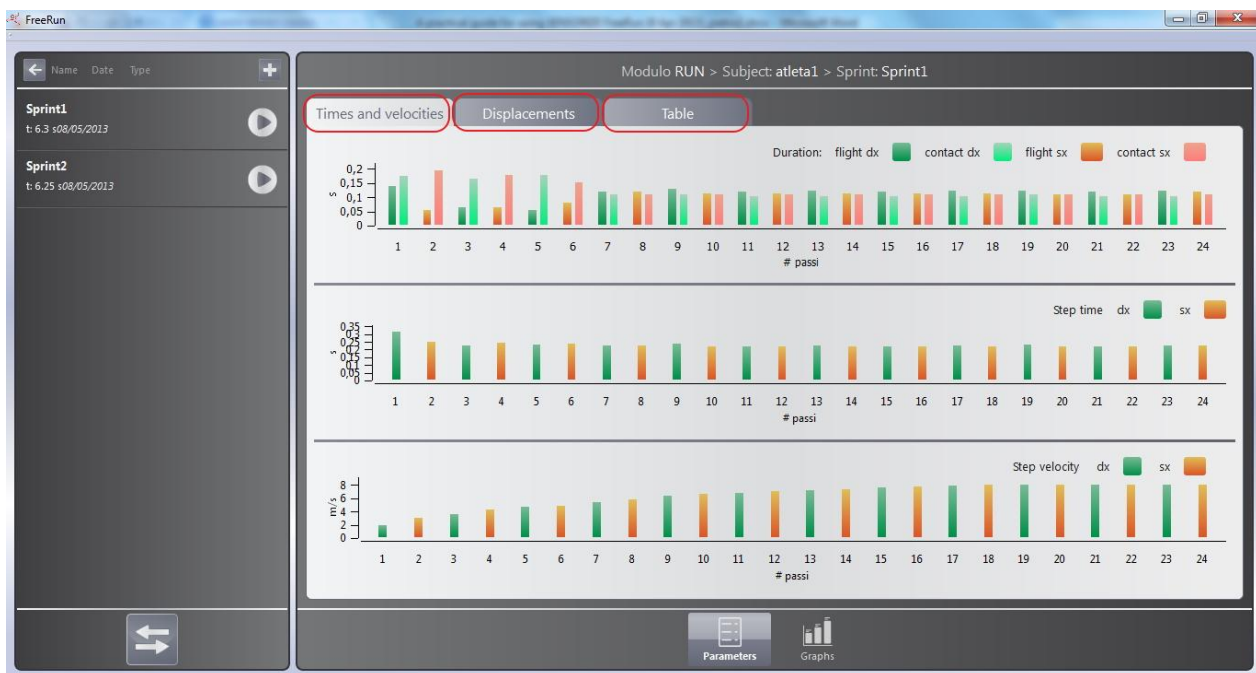 FreeRun
Name Date Type
Sprint1
t: 6.3 s08/05/2013
Sprint2
t: 6.25 s08/05/2013
Modulo RUN > Subject: atleta1 > Sprint: Sprint1
Times and velocities Displacements Table
Duration: flight dx contact dx flight sx contact sx
0,2
0,15
0,1
0,05
0
s
1 2 3 4 5 6 7 8 9 10 11 12 13 14 15 16 17 18 19 20 21 22 23 24
# passi
Step time dx sx
0,35
0,3
0,25
0,2
0,15
0,1
0,05
0
s
1 2 3 4 5 6 7 8 9 10 11 12 13 14 15 16 17 18 19 20 21 22 23 24
# passi
Step velocity dx sx
8
6
4
2
0
m/s
1 2 3 4 5 6 7 8 9 10 11 12 13 14 15 16 17 18 19 20 21 22 23 24
# passi
Parameters Graphs